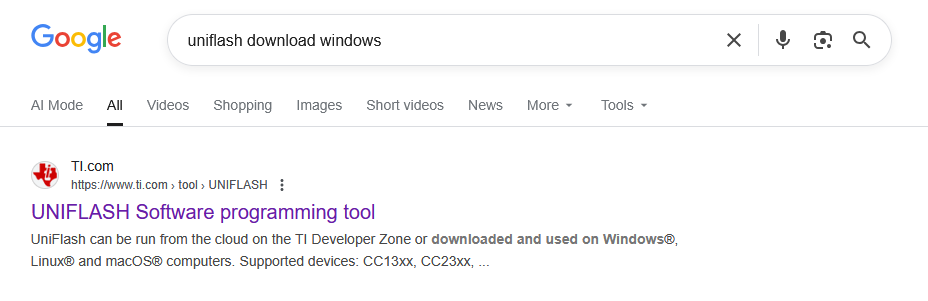 Google
uniflash download windows
AI Mode All Videos Shopping Images Short videos News More Tools
TI.com
https://www.ti.com › tool › UNIFLASH
UNIFLASH Software programming tool
UniFlash can be run from the cloud on the TI Developer Zone or downloaded and used on Windows®,
Linux® and macOS® computers. Supported devices: CC13xx, CC23xx, ...